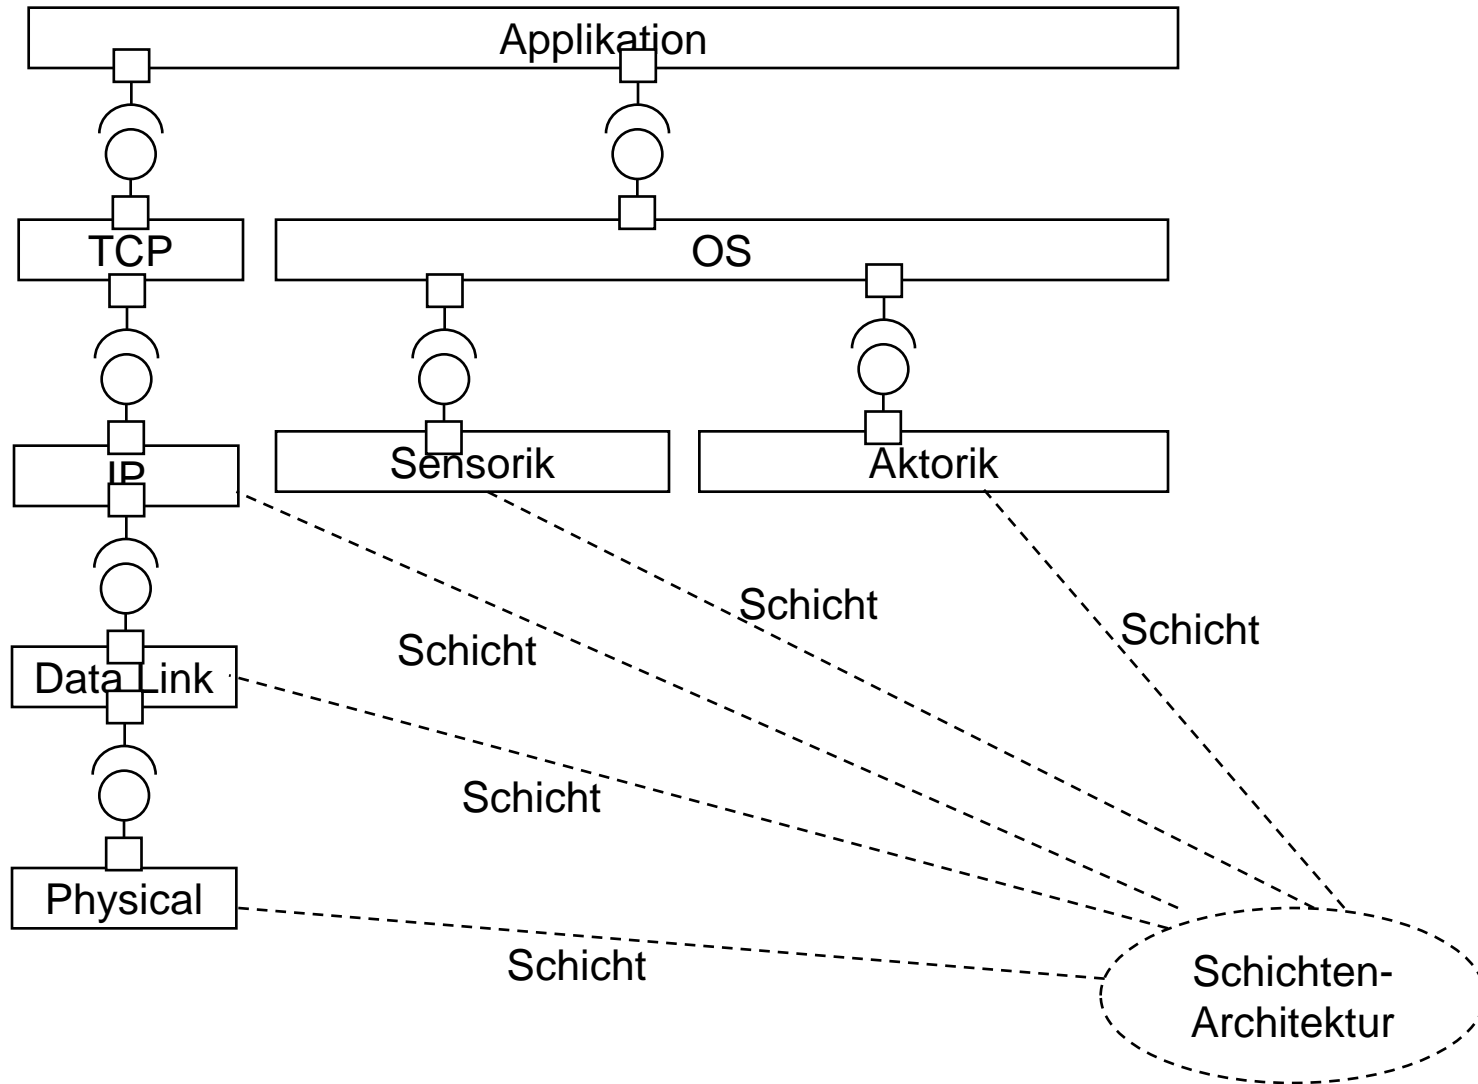 Applikation
TCP
OS
IP
Sensorik
Aktorik
Schicht
Schicht
Schicht
Data Link
Schicht
Physical
Schicht
Schichten-
Architektur